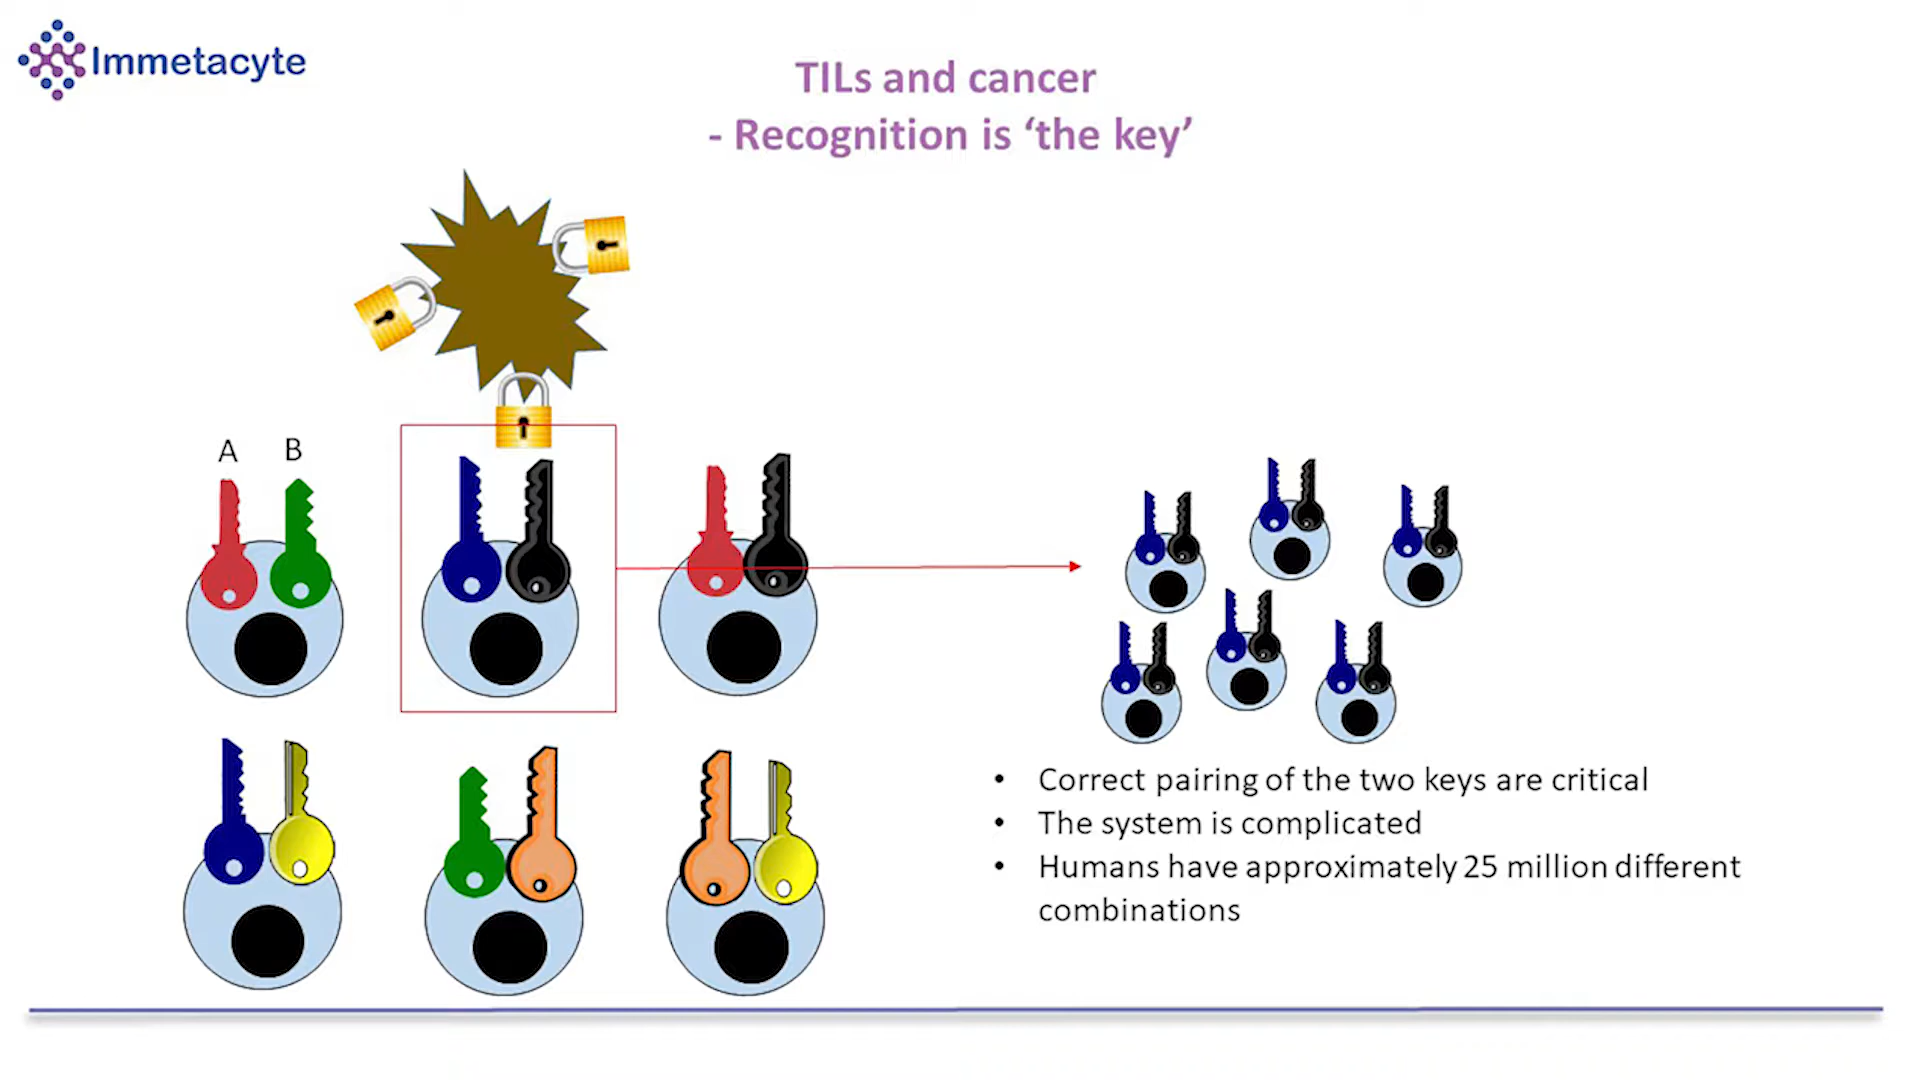 Immetacyte
TILs and cancer
- Recognition is ‘the key’
A B
• Correct pairing of the two keys are critical
• The system is complicated
• Humans have approximately 25 million different
combinations